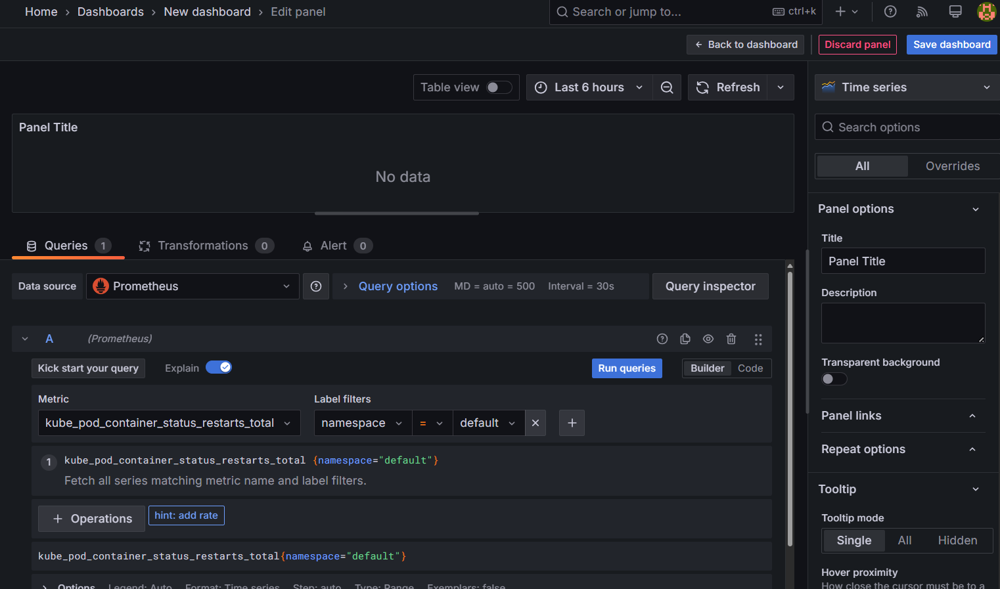 Home › Dashboards › New dashboard › Edit panel
Search or jump to... ctrl+k
Back to dashboard
Discard panel
Save dashboard
Table view
Last 6 hours
Refresh
Time series
Panel Title
No data
Search options
All
Overrides
Panel options
Title
Panel Title
Description
Transparent background
Panel links
Repeat options
Tooltip
Tooltip mode
Single All Hidden
Hover proximity
How close the cursor must be to a
Queries 1
Transformations 0
Alert 0
Data source
Prometheus
Query options
MD = auto = 500
Interval = 30s
Query inspector
A (Prometheus)
Kick start your query
Explain
Run queries
Builder Code
Metric
Label filters
kube_pod_container_status_restarts_total
namespace = default
1 kube_pod_container_status_restarts_total {namespace="default"}
Fetch all series matching metric name and label filters.
+ Operations
hint: add rate
kube_pod_container_status_restarts_total{namespace="default"}
Options Legend: Auto Format: Time series Step: auto Type: Range Exemplars: false